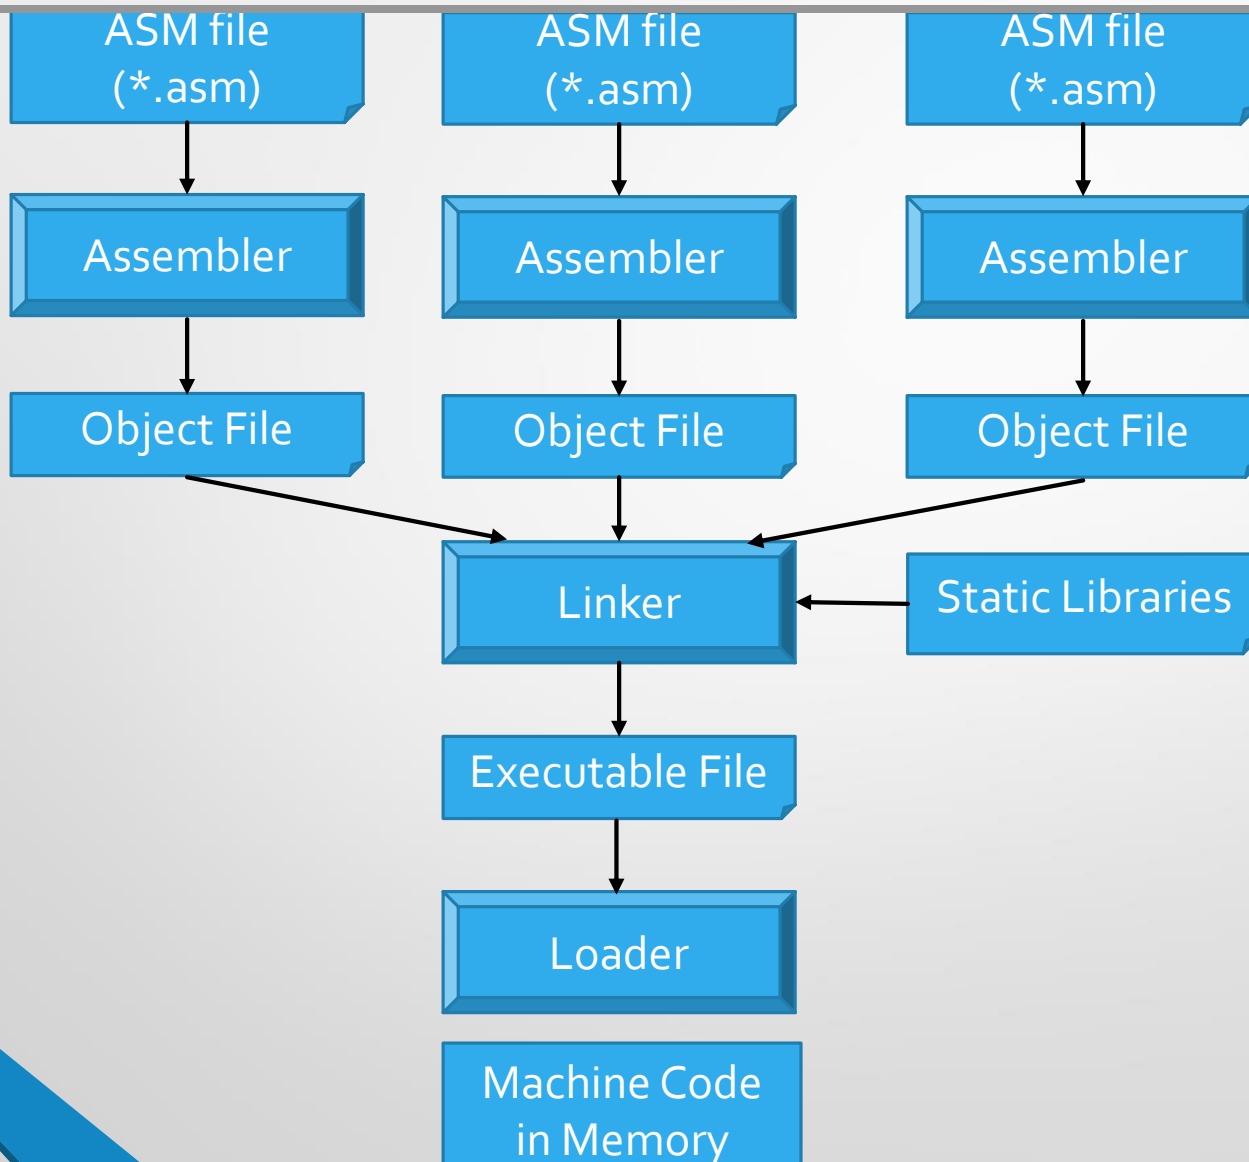 ASM file
(*.asm)
ASM file
(*.asm)
ASM file
(*.asm)
Assembler
Assembler
Assembler
Object File
Object File
Object File
Linker
Static Libraries
Executable File
Loader
Machine Code
in Memory